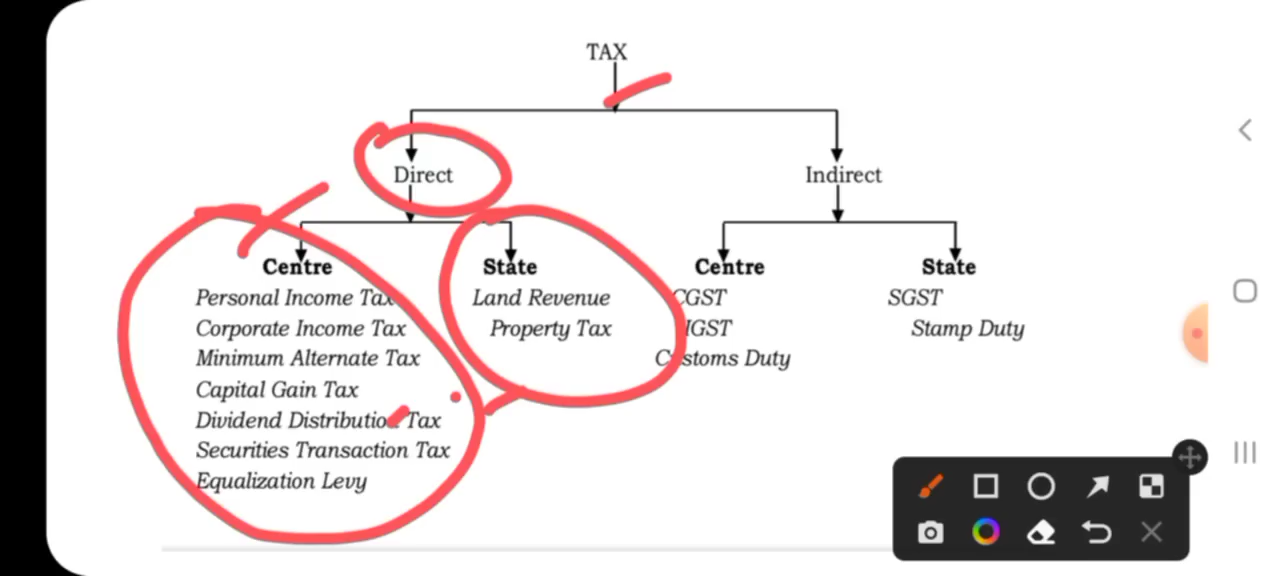 TAX
Direct
Indirect
Centre
State
Centre
State
Personal Income Tax
Land Revenue
CGST
SGST
Corporate Income Tax
Property Tax
IGST
Stamp Duty
Minimum Alternate Tax
Customs Duty
Capital Gain Tax
Dividend Distribution Tax
Securities Transaction Tax
Equalization Levy